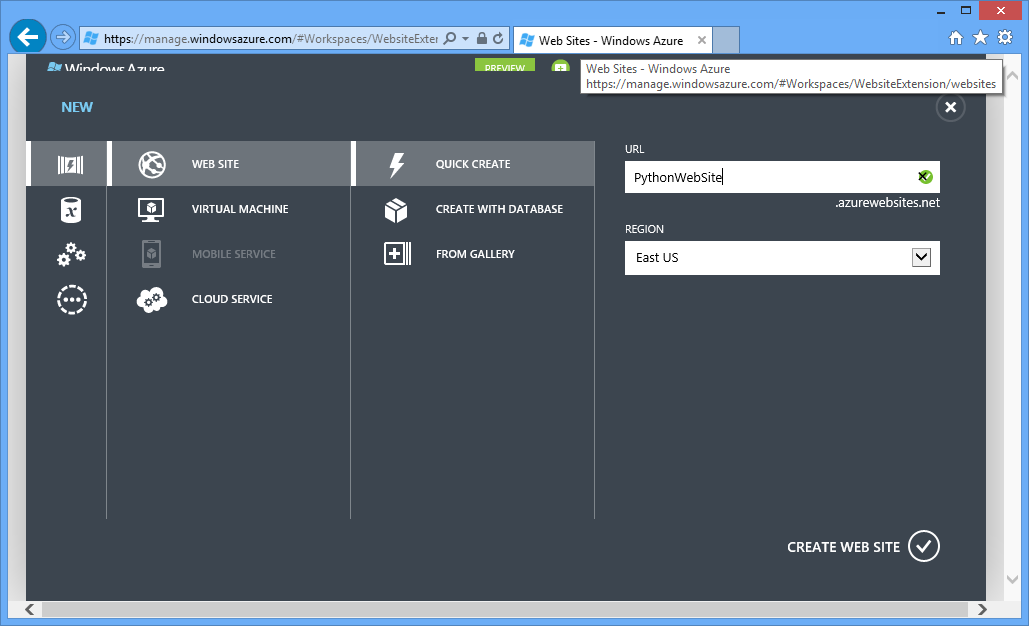 https://manage.windowsazure.com/#Workspaces/WebsiteExter
Web Sites - Windows Azure
Windows Azure
PREVIEW
Web Sites - Windows Azure
https://manage.windowsazure.com/#Workspaces/WebsiteExtension/websites
NEW
WEB SITE
VIRTUAL MACHINE
MOBILE SERVICE
CLOUD SERVICE
QUICK CREATE
CREATE WITH DATABASE
FROM GALLERY
URL
PythonWebSite
.azurewebsites.net
REGION
East US
CREATE WEB SITE